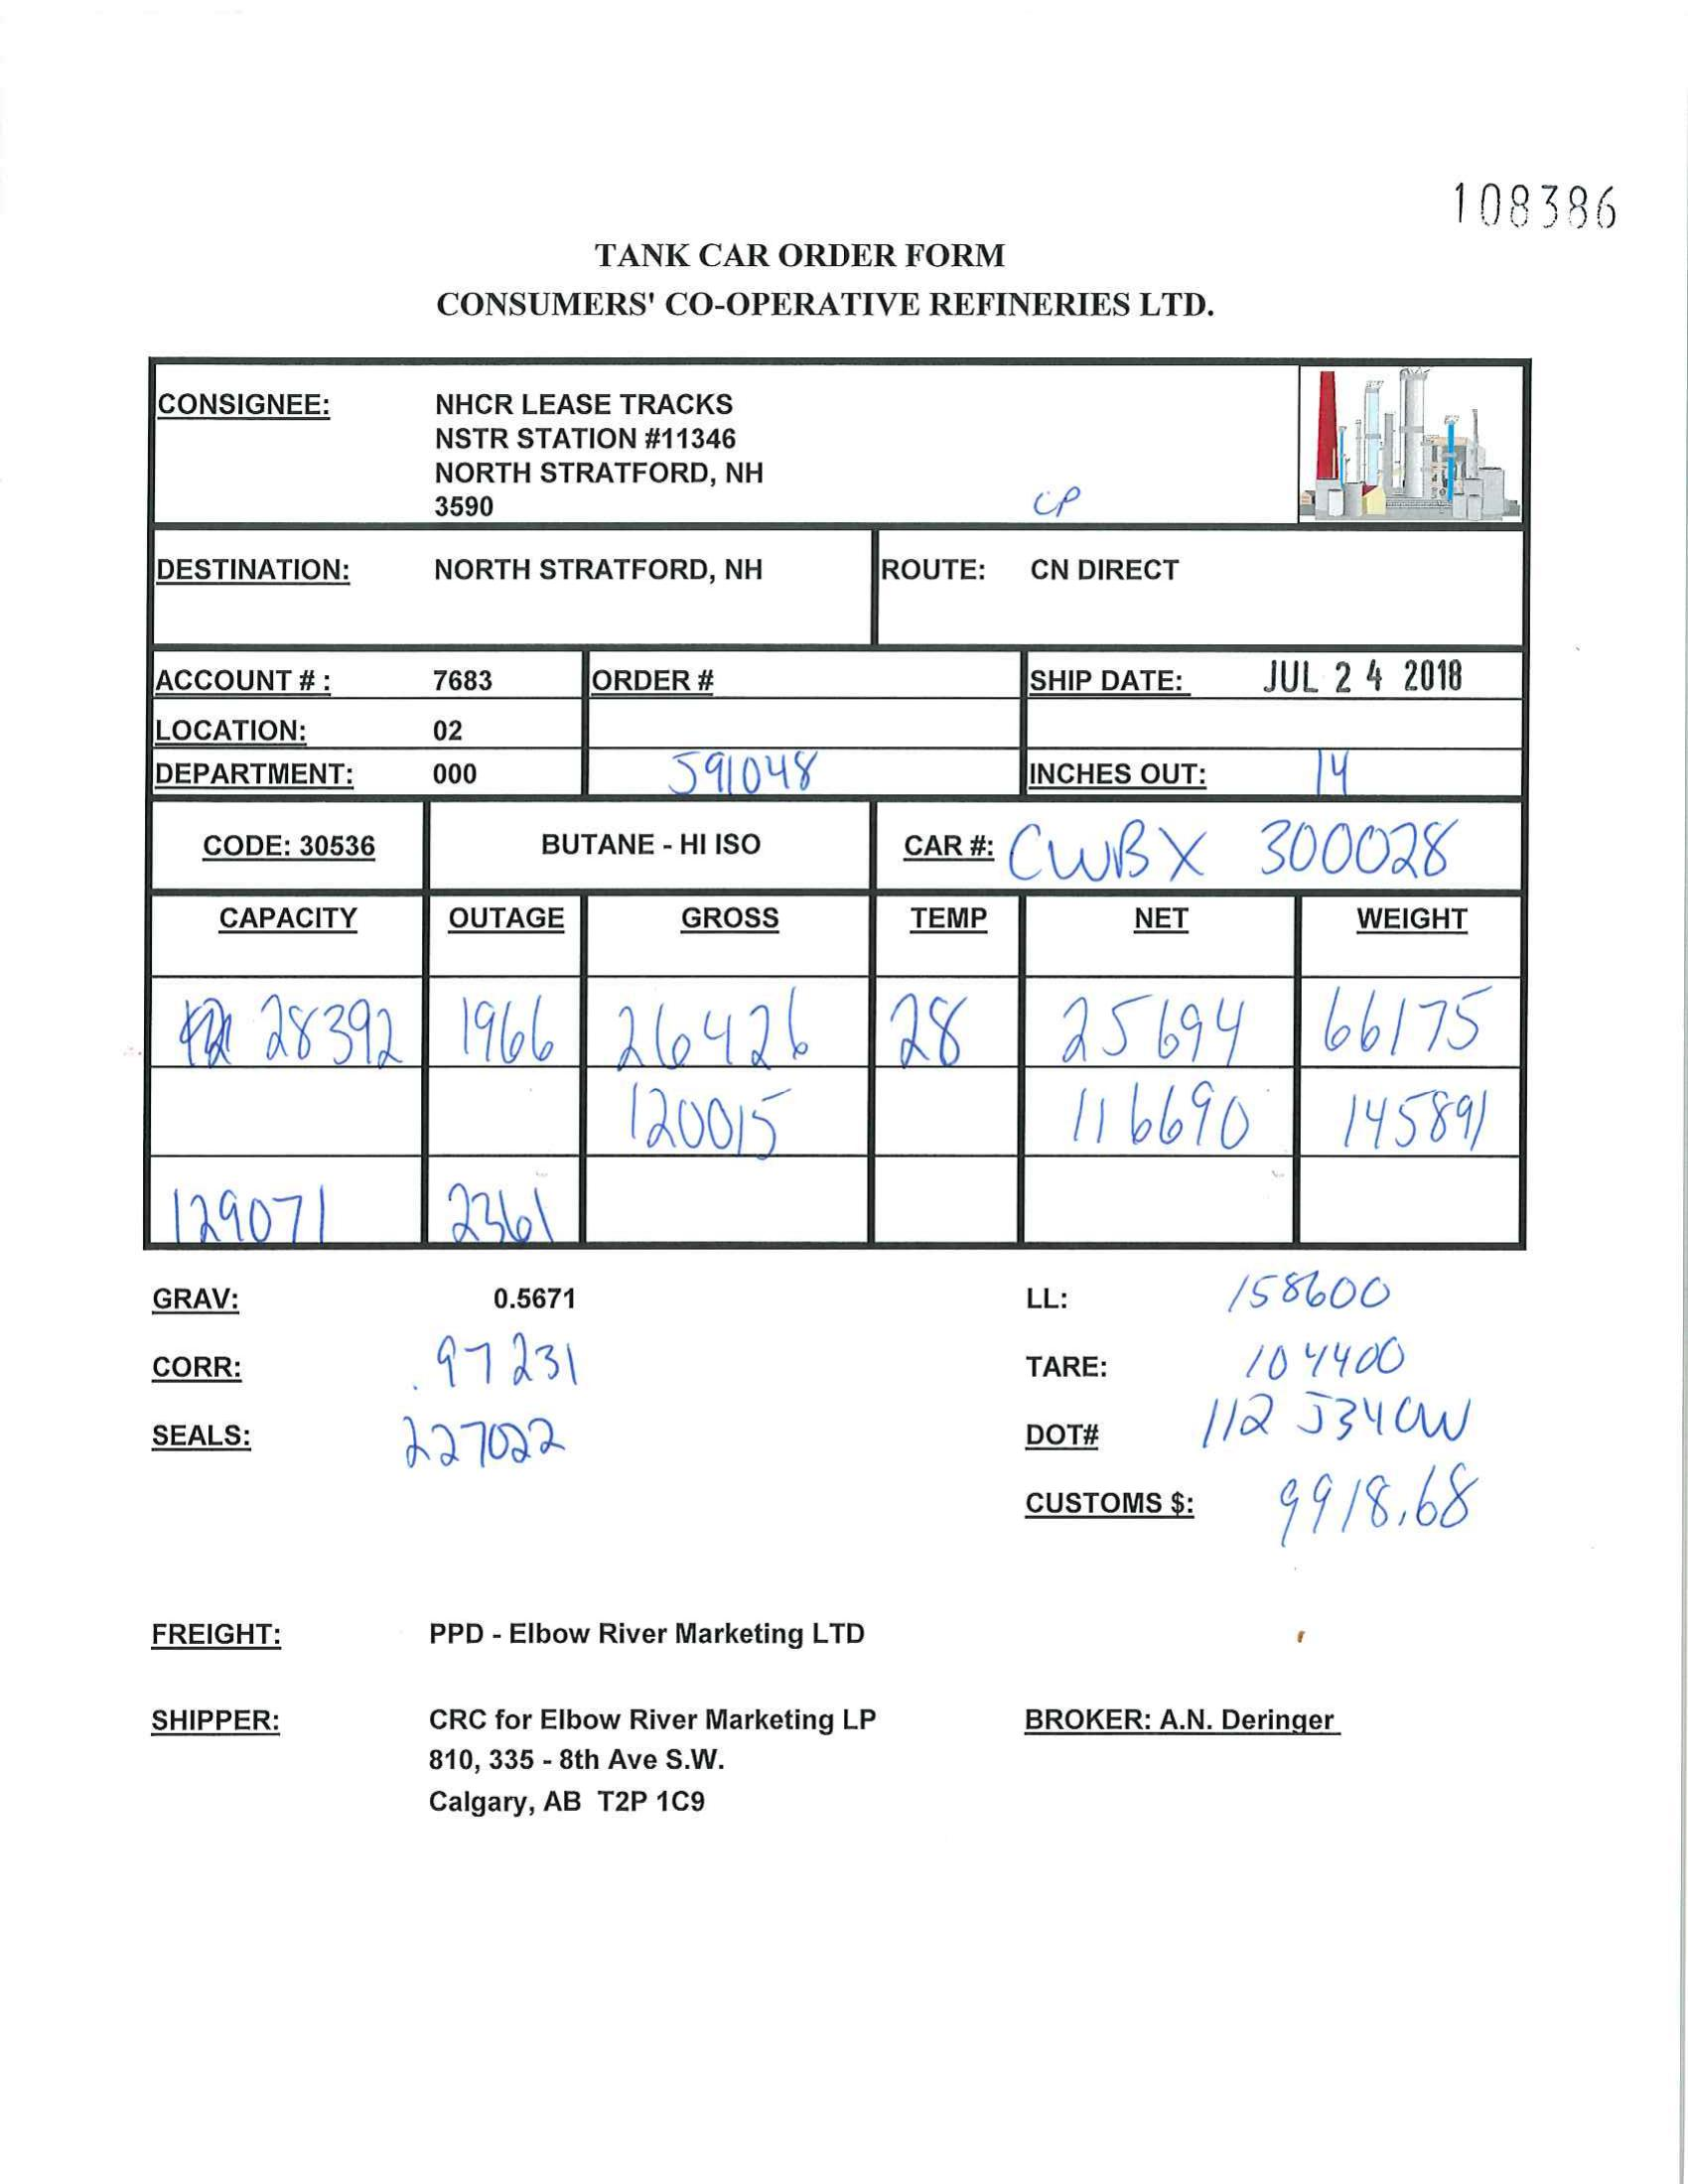 108386
TANK CAR ORDER FORM
CONSUMERS' CO-OPERATIVE REFINERIES LTD.
CONSIGNEE: NHCR LEASE TRACKS
NSTR STATION #11346
NORTH STRATFORD, NH
3590 CP
DESTINATION: NORTH STRATFORD, NH ROUTE: CN DIRECT
ACCOUNT # : 7683 ORDER # SHIP DATE: JUL 24 2018
LOCATION: 02
DEPARTMENT: 000 591048 INCHES OUT: 14
CODE: 30536 BUTANE - HI ISO CAR #: CWBX 300028
CAPACITY OUTAGE GROSS TEMP NET WEIGHT
28392 1966 26426 28 25694 66175
120015 116690 145891
129071 2361
GRAV: 0.5671 LL: 158600
CORR: .97231 TARE: 104400
SEALS: 227022 DOT# 112 J340W
CUSTOMS $: 9918.68
FREIGHT: PPD - Elbow River Marketing LTD
SHIPPER: CRC for Elbow River Marketing LP BROKER: A.N. Deringer
810, 335 - 8th Ave S.W.
Calgary, AB T2P 1C9